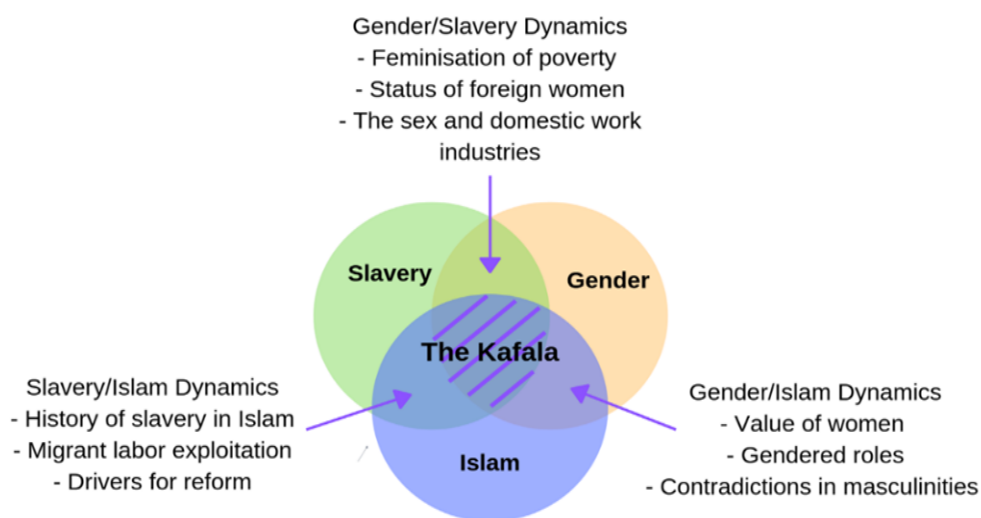 Gender/Slavery Dynamics
- Feminisation of poverty
- Status of foreign women
- The sex and domestic work
industries
Slavery
Gender
The Kafala
Slavery/Islam Dynamics
- History of slavery in Islam
- Migrant labor exploitation
- Drivers for reform
Gender/Islam Dynamics
- Value of women
- Gendered roles
- Contradictions in masculinities
Islam